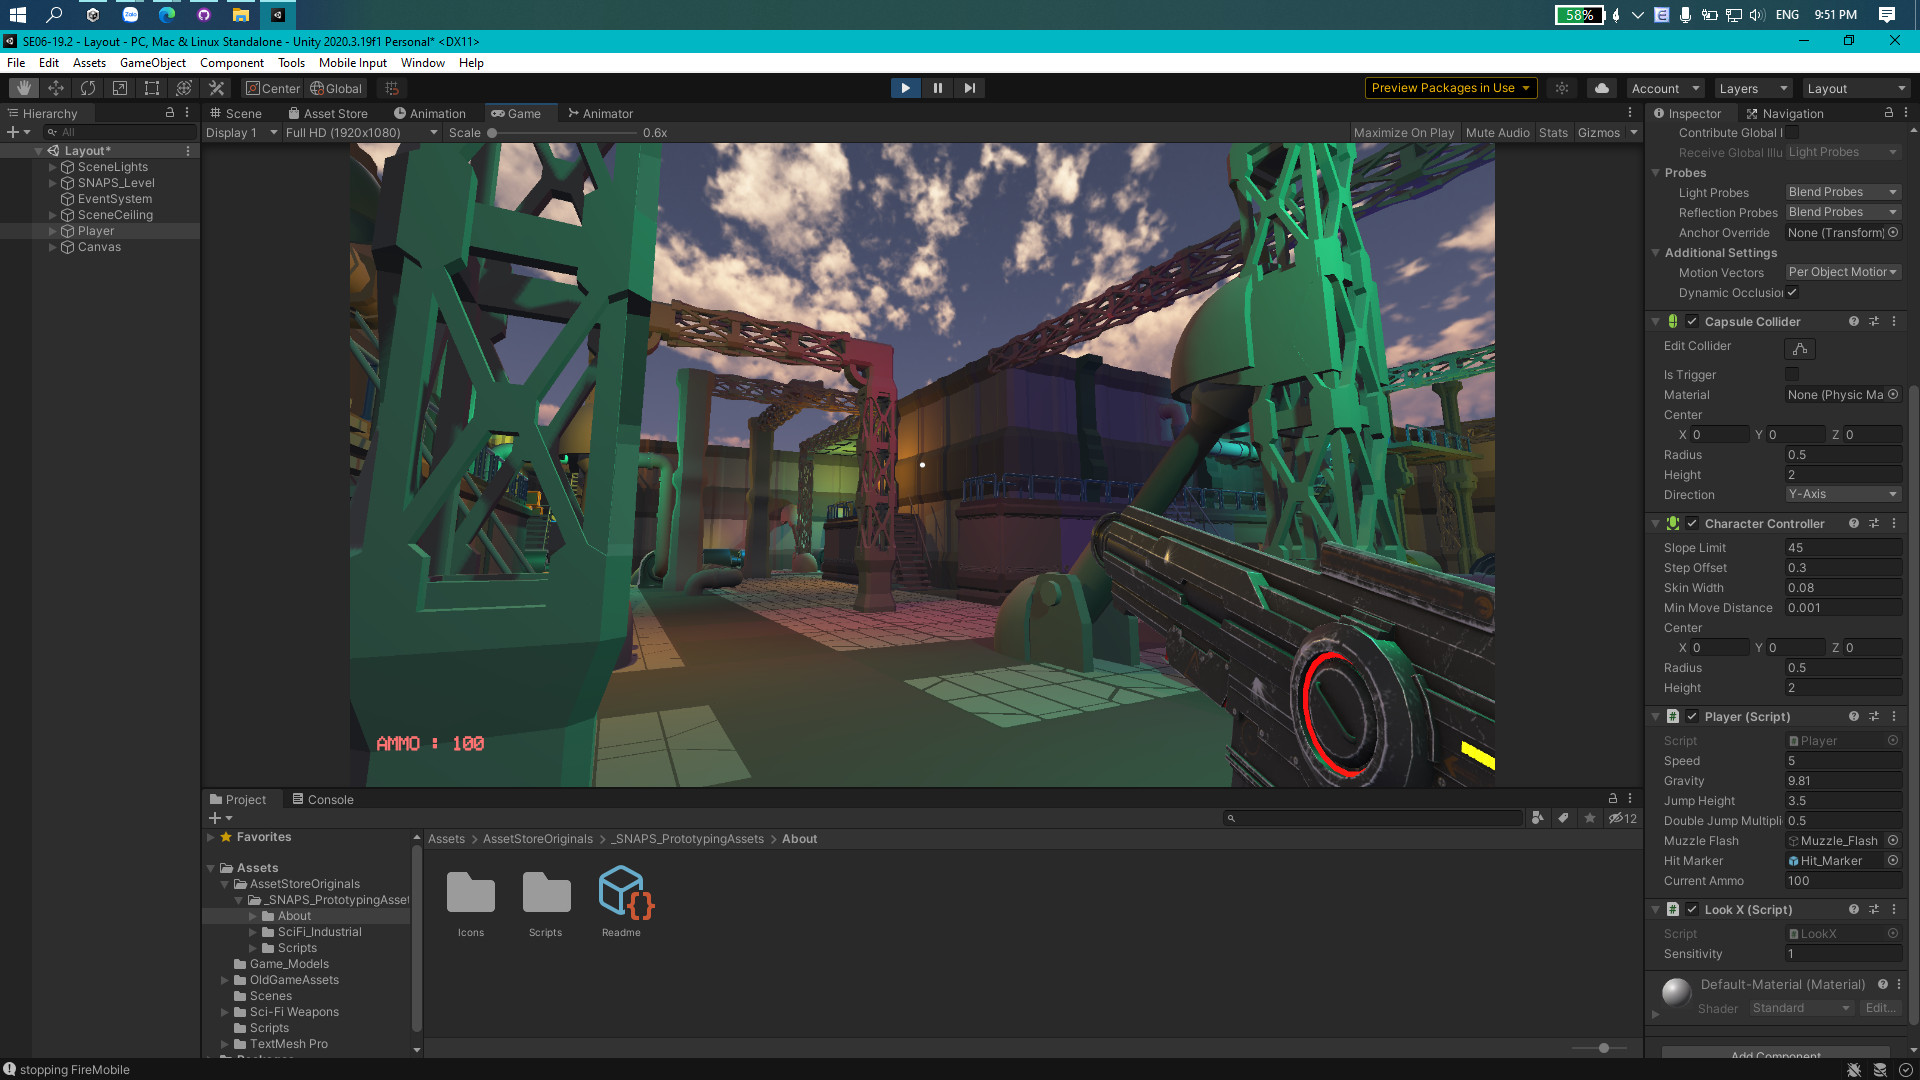 58%
ENG
9:51 PM
SE06-19.2 - Layout - PC, Mac & Linux Standalone - Unity 2020.3.19f1 Personal* <DX11>
File Edit Assets GameObject Component Tools Mobile Input Window Help
Center Global
Preview Packages in Use
Account
Layers
Layout
Hierarchy
All
Layout*
SceneLights
SNAPS_Level
EventSystem
SceneCeiling
Player
Canvas
Scene
Asset Store
Animation
Game
Animator
Display 1
Full HD (1920x1080)
Scale
0.6x
Maximize On Play
Mute Audio
Stats
Gizmos
AMMO : 100
Project
Console
12
Favorites
Assets
AssetStoreOriginals
_SNAPS_PrototypingAsset
About
SciFi_Industrial
Scripts
Game_Models
OldGameAssets
Scenes
Sci-Fi Weapons
Scripts
TextMesh Pro
Assets > AssetStoreOriginals > _SNAPS_PrototypingAssets > About
Icons
Scripts
Readme
Inspector
Navigation
Contribute Global I
Receive Global Illu Light Probes
Probes
Light Probes Blend Probes
Reflection Probes Blend Probes
Anchor Override None (Transform)
Additional Settings
Motion Vectors Per Object Motion
Dynamic Occlusion
Capsule Collider
Edit Collider
Is Trigger
Material None (Physic Ma
Center
X 0 Y 0 Z 0
Radius 0.5
Height 2
Direction Y-Axis
Character Controller
Slope Limit 45
Step Offset 0.3
Skin Width 0.08
Min Move Distance 0.001
Center
X 0 Y 0 Z 0
Radius 0.5
Height 2
Player (Script)
Script Player
Speed 5
Gravity 9.81
Jump Height 3.5
Double Jump Multipli 0.5
Muzzle Flash Muzzle_Flash
Hit Marker Hit_Marker
Current Ammo 100
Look X (Script)
Script LookX
Sensitivity 1
Default-Material (Material)
Shader Standard Edit...
Add Component
stopping FireMobile